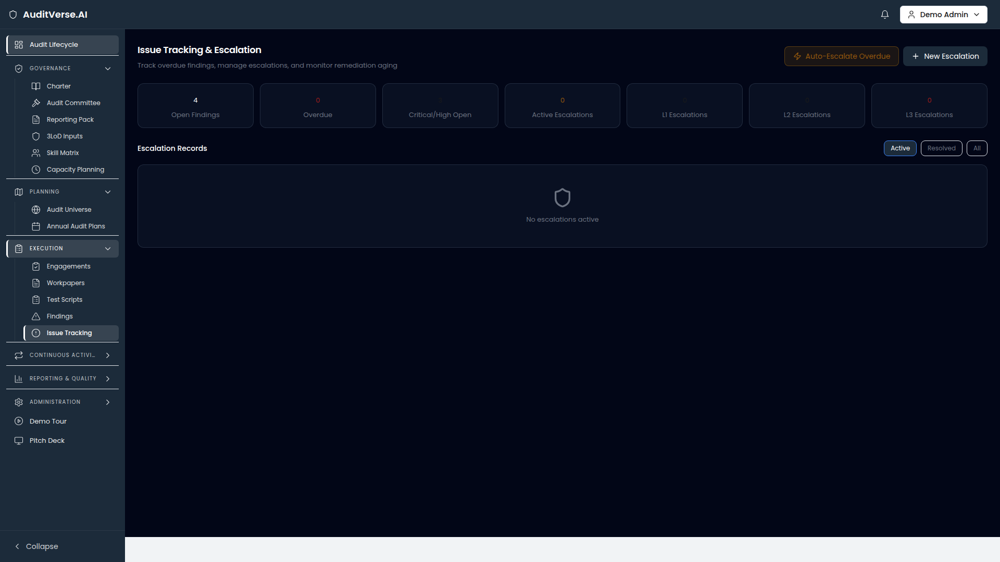 AuditVerse.AI
Demo Admin
Audit Lifecycle
GOVERNANCE
Charter
Audit Committee
Reporting Pack
3LoD Inputs
Skill Matrix
Capacity Planning
PLANNING
Audit Universe
Annual Audit Plans
EXECUTION
Engagements
Workpapers
Test Scripts
Findings
Issue Tracking
CONTINUOUS ACTIVI...
REPORTING & QUALITY
ADMINISTRATION
Demo Tour
Pitch Deck
Collapse
Issue Tracking & Escalation
Track overdue findings, manage escalations, and monitor remediation aging
Auto-Escalate Overdue
New Escalation
4
Open Findings
0
Overdue
3
Critical/High Open
0
Active Escalations
0
L1 Escalations
0
L2 Escalations
0
L3 Escalations
Escalation Records
Active
Resolved
All
No escalations active